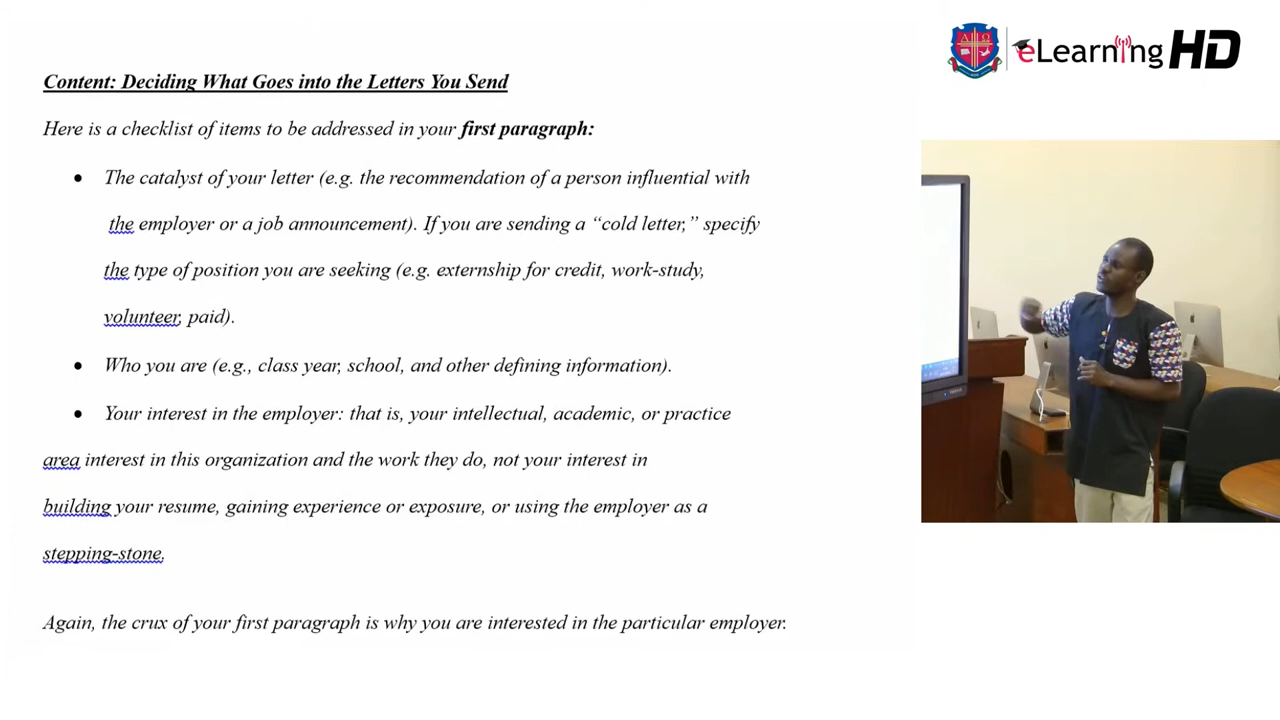 Content: Deciding What Goes into the Letters You Send
Here is a checklist of items to be addressed in your first paragraph:
• The catalyst of your letter (e.g. the recommendation of a person influential with
the employer or a job announcement). If you are sending a “cold letter,” specify
the type of position you are seeking (e.g. externship for credit, work-study,
volunteer, paid).
• Who you are (e.g., class year, school, and other defining information).
• Your interest in the employer: that is, your intellectual, academic, or practice
area interest in this organization and the work they do, not your interest in
building your resume, gaining experience or exposure, or using the employer as a
stepping-stone.
Again, the crux of your first paragraph is why you are interested in the particular employer.
eLearning HD